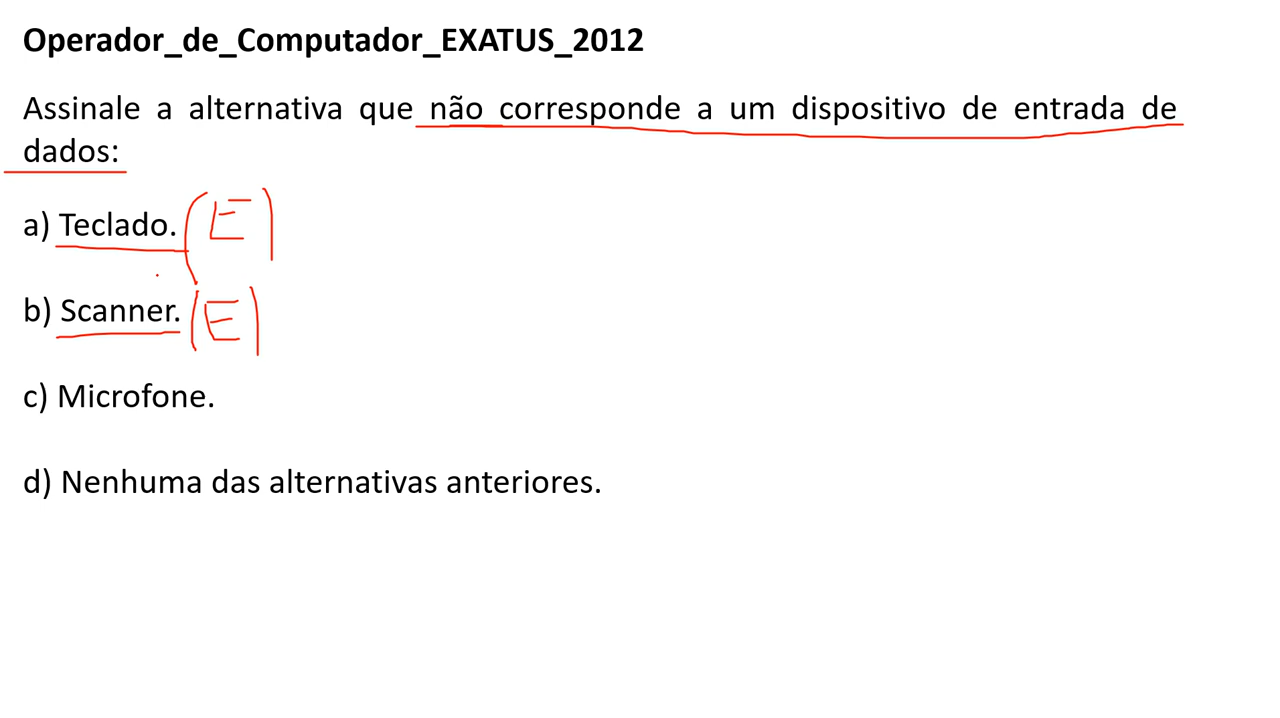 Operador_de_Computador_EXATUS_2012
Assinale a alternativa que não corresponde a um dispositivo de entrada de
dados:
a) Teclado. (E)
b) Scanner. (E)
c) Microfone.
d) Nenhuma das alternativas anteriores.